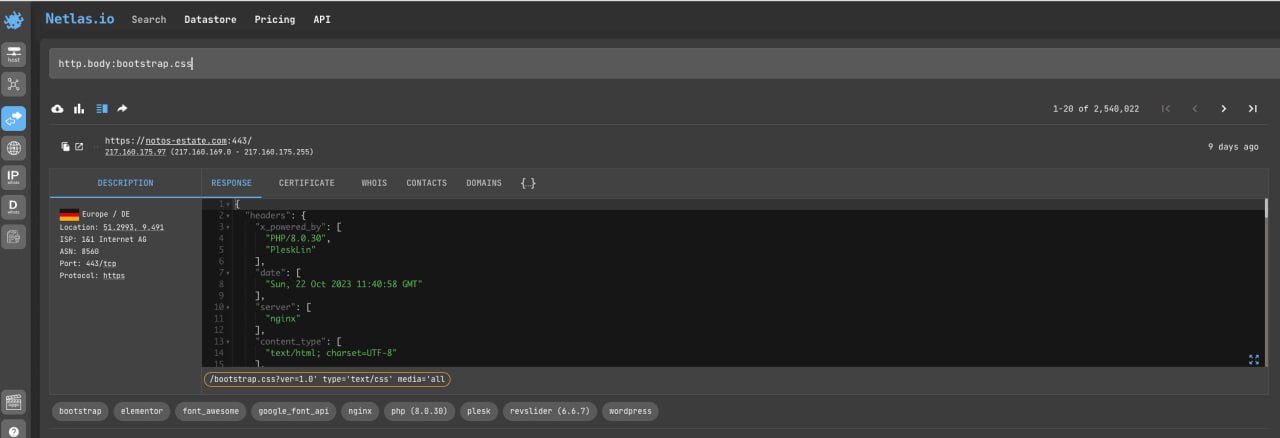 Netlas.io Search Datastore Pricing API
host
http.body:bootstrap.css
1-20 of 2,540,022
https://notos-estate.com:443/
217.160.175.97 (217.160.169.0 - 217.160.175.255)
9 days ago
IP
whois
D
whois
DESCRIPTION
RESPONSE CERTIFICATE WHOIS CONTACTS DOMAINS {..}
Europe / DE
Location: 51.2993, 9.491
ISP: 1&1 Internet AG
ASN: 8560
Port: 443/tcp
Protocol: https
1 {
2 "headers": {
3 "x_powered_by": [
4 "PHP/8.0.30",
5 "PleskLin"
6 ],
7 "date": [
8 "Sun, 22 Oct 2023 11:40:58 GMT"
9 ],
10 "server": [
11 "nginx"
12 ],
13 "content_type": [
14 "text/html; charset=UTF-8"
15 ],
/bootstrap.css?ver=1.0' type='text/css' media='all
bootstrap elementor font_awesome google_font_api nginx php (8.0.30) plesk revslider (6.6.7) wordpress
?